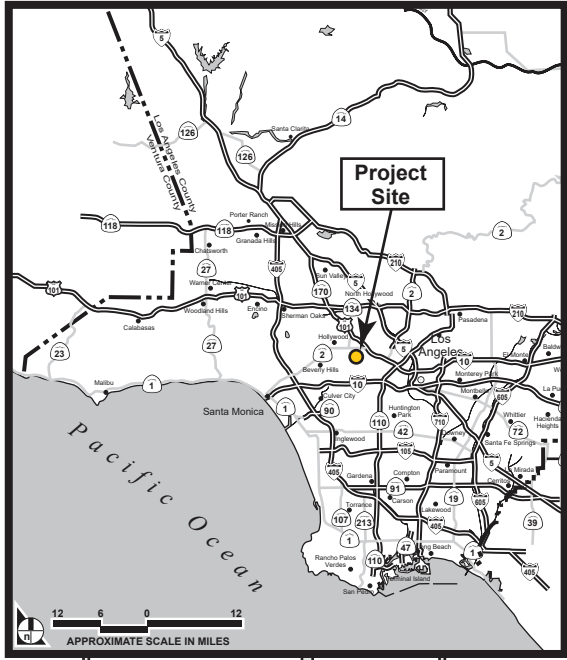 5
14
Santa Clarita
126
126
Los Angeles County
Ventura County
Project
Site
2
Porter Ranch
Mission Hills
118
118
Granada Hills
Chatsworth
405
210
27
Sun Valley
5
Warner Center
170
North Hollywood
2
101
101
134
Woodland Hills
Encino
Sherman Oaks
101
Pasadena
210
Calabasas
Hollywood
Los
Angeles
5
23
27
2
10
El Monte
Beverly Hills
Monterey Park
Malibu
1
10
Montebello
605
Culver City
Santa Monica
1
90
Huntington
Park
110
710
Whittier
Hacienda
Heights
42
72
Inglewood
Downey
Santa Fe Springs
105
5
405
Gardena
Compton
Paramount
Mirada
91
Cerritos
Carson
19
605
Torrance
Lakewood
107
213
405
39
1
Long Beach
47
1
Rancho Palos
Verdes
110
405
Terminal Island
San Pedro
Pacific Ocean
n
12 6 0 12
APPROXIMATE SCALE IN MILES